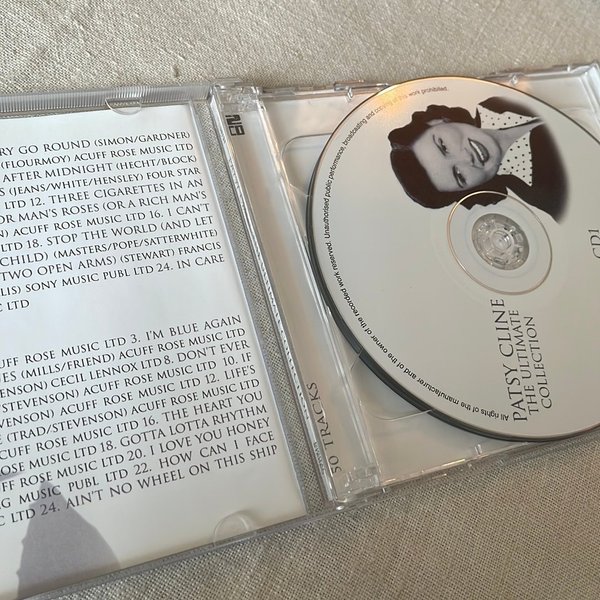 RY GO ROUND (SIMON/GARDNER)
(FLOURMOY) ACUFF ROSE MUSIC LTD
AFTER MIDNIGHT (HECHT/BLOCK)
S (JEANS/WHITE/HENSLEY) FOUR STAR
LTD 12. THREE CIGARETTES IN AN
OR MAN'S ROSES (OR A RICH MAN'S
N) ACUFF ROSE MUSIC LTD 16. I CAN'T
LTD 18. STOP THE WORLD (AND LET
CHILD) (MASTERS/POPE/SATTERWHITE
TWO OPEN ARMS) (STEWART) FRANCIS
LIS) SONY MUSIC PUBL LTD 24. IN CARE
C LTD
CUFF ROSE MUSIC LTD 3. I'M BLUE AGAIN
ES (MILLS/FRIEND) ACUFF ROSE MUSIC LTD
ENSON) CECIL LENNOX LTD 8. DON'T EVER
(STEVENSON) ACUFF ROSE MUSIC LTD 10. IF
VENSON) ACUFF ROSE MUSIC LTD 12. LIFE'S
E (TRAD/STEVENSON) ACUFF ROSE MUSIC LTD
CUFF ROSE MUSIC LTD 16. THE HEART YOU
OSE MUSIC LTD 18. GOTTA LOTTA RHYTHM
UFF ROSE MUSIC LTD 20. I LOVE YOU HONEY
G MUSIC PUBL LTD 22. HOW CAN I FACE
C LTD 24. AIN'T NO WHEEL ON THIS SHIP
50 TRACKS
All rights of the manufacturer and of the owner of the recorded work reserved. Unauthorised public performance, broadcasting and copying of this work prohibited.
PATSY CLINE
THE ULTIMATE
COLLECTION
CD1